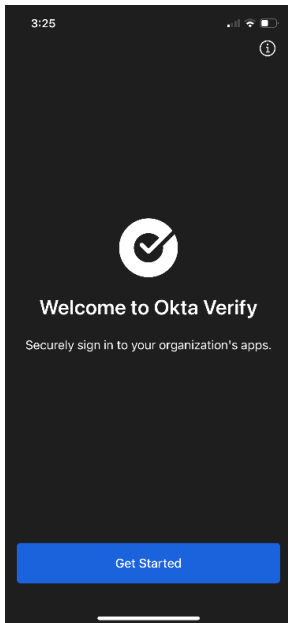 3:25
Welcome to Okta Verify
Securely sign in to your organization's apps.
Get Started